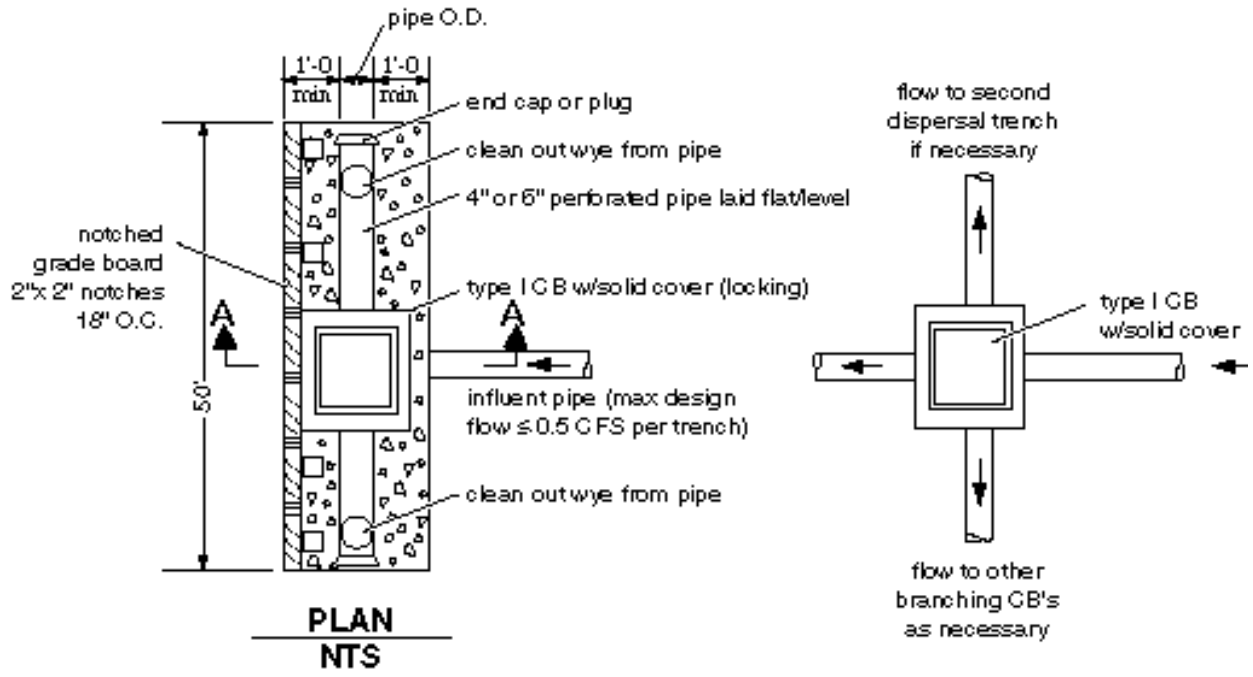 pipe O.D.
1'-0 1'-0
min min
end cap or plug
clean out wye from pipe
4" or 6" perforated pipe laid flat/level
notched
grade board
2"x 2" notches
18" O.C.
type I CB w/solid cover (locking)
A A
50'
influent pipe (max design
flow ≤ 0.5 CFS per trench)
clean out wye from pipe
PLAN
NTS
flow to second
dispersal trench
if necessary
type I CB
w/solid cover
flow to other
branching CB's
as necessary